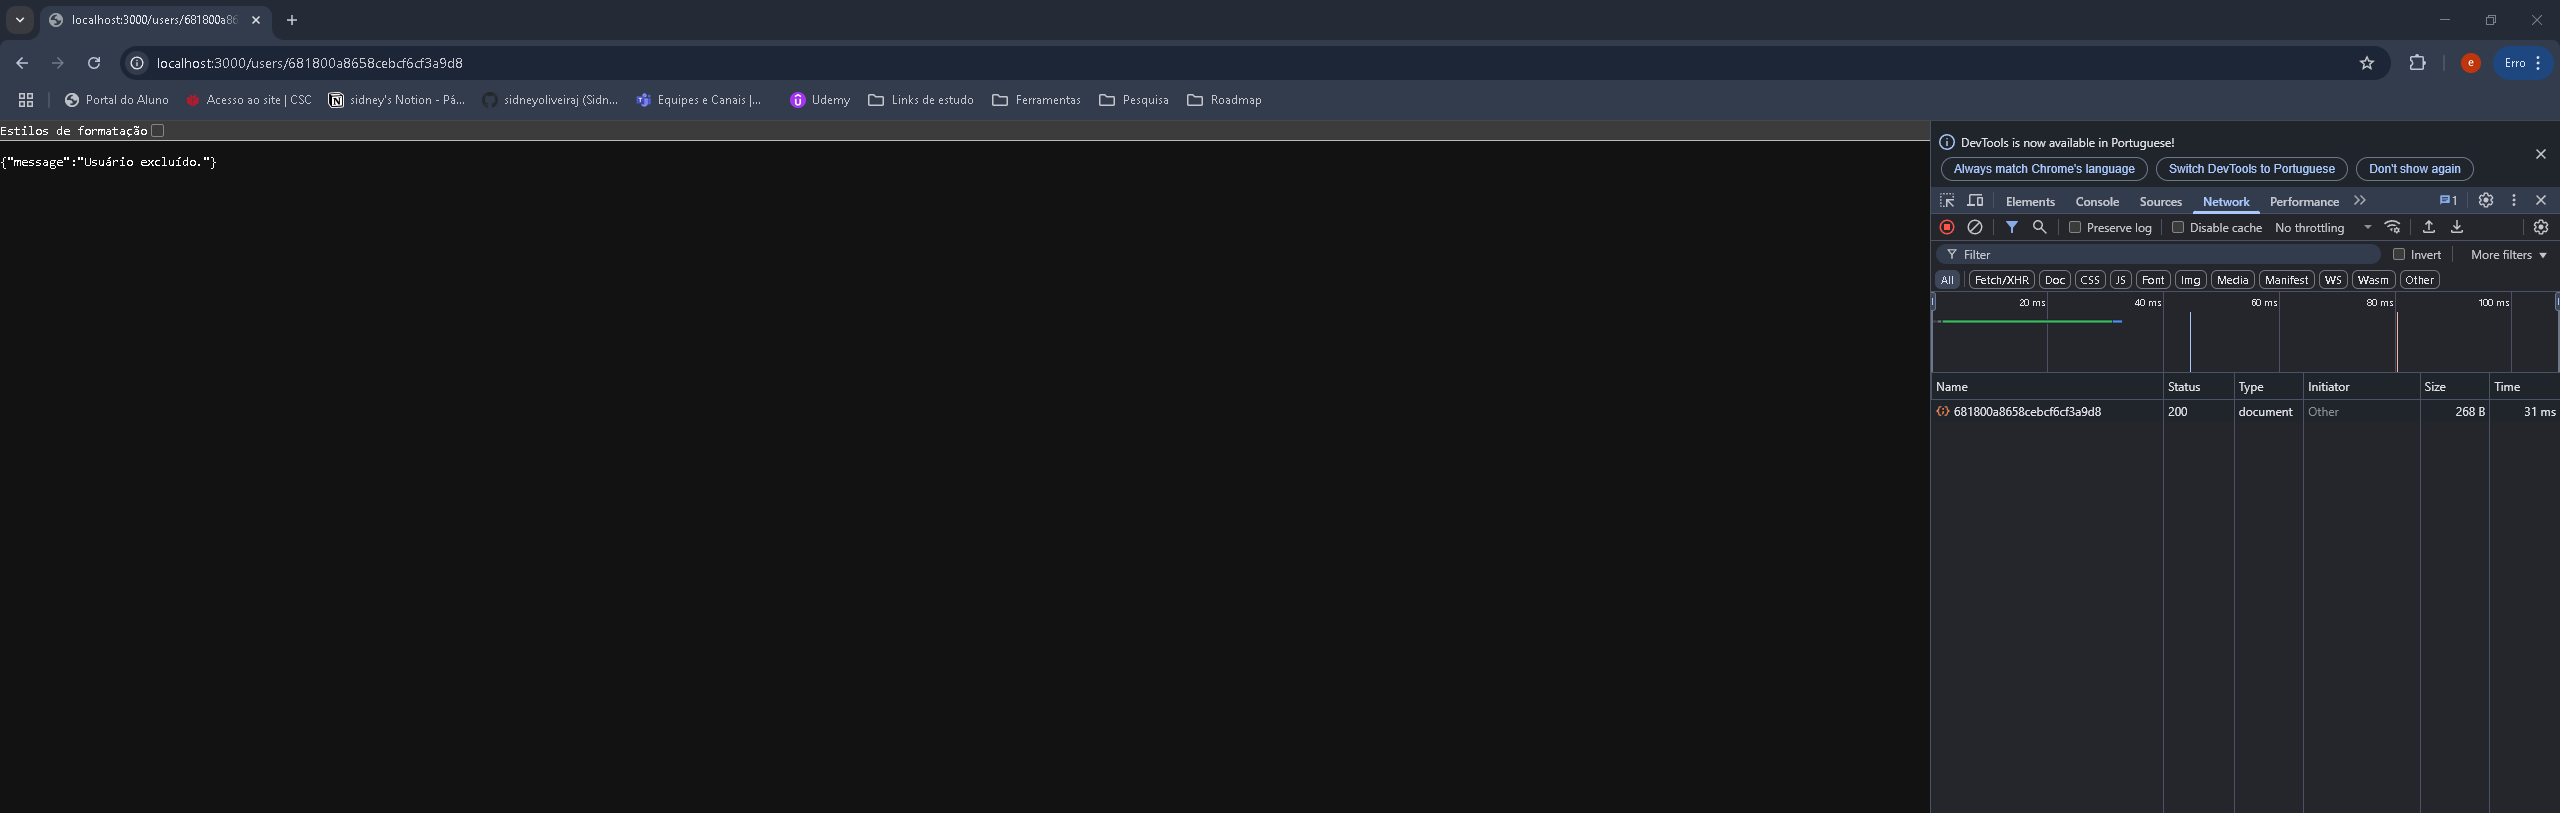 localhost:3000/users/681800a86
localhost:3000/users/681800a8658cebcf6cf3a9d8
e
Erro
Portal do Aluno
Acesso ao site | CSC
sidney's Notion - Pá...
sidneyoliveiraj (Sidn...
Equipes e Canais |...
Udemy
Links de estudo
Ferramentas
Pesquisa
Roadmap
Estilos de formatação
{"message":"Usuário excluído."}
DevTools is now available in Portuguese!
Always match Chrome's language
Switch DevTools to Portuguese
Don't show again
Elements
Console
Sources
Network
Performance
1
Preserve log
Disable cache
No throttling
Filter
Invert
More filters
All
Fetch/XHR
Doc
CSS
JS
Font
Img
Media
Manifest
WS
Wasm
Other
20 ms
40 ms
60 ms
80 ms
100 ms
Name Status Type Initiator Size Time
681800a8658cebcf6cf3a9d8 200 document Other 268 B 31 ms